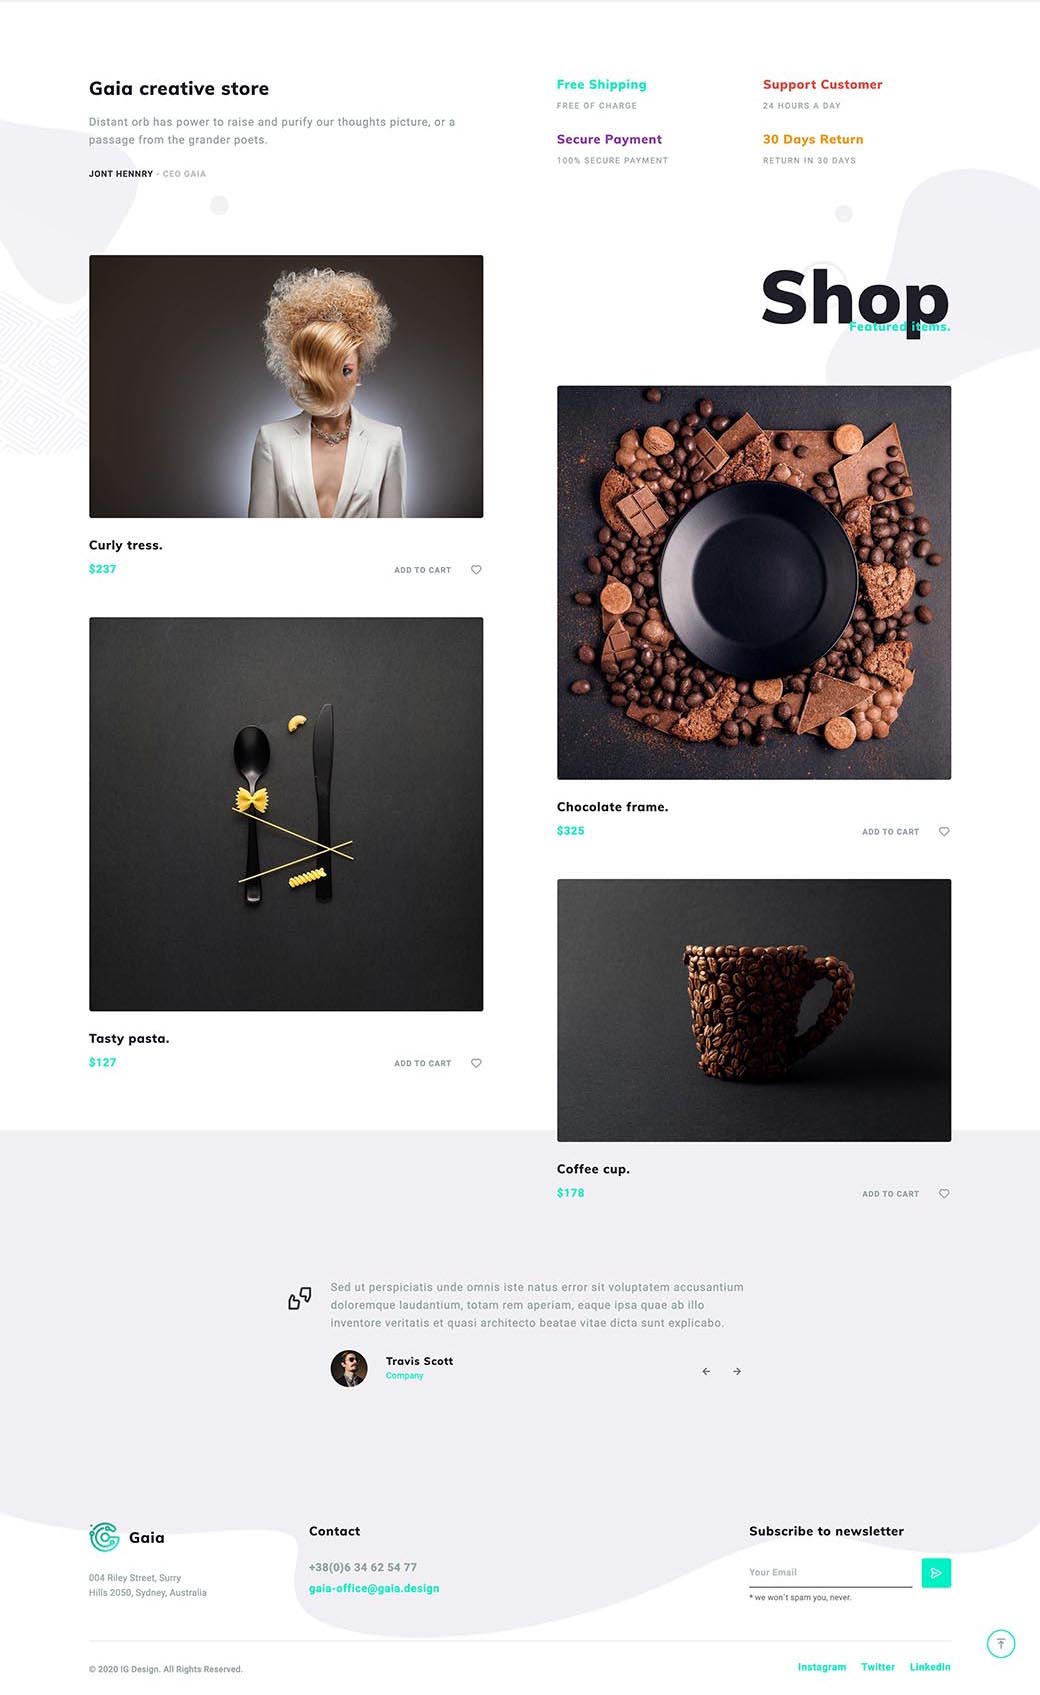 Gaia creative store
Distant orb has power to raise and purify our thoughts picture, or a
passage from the grander poets.
JONT HENNRY - CEO GAIA
Free Shipping
FREE OF CHARGE
Support Customer
24 HOURS A DAY
Secure Payment
100% SECURE PAYMENT
30 Days Return
RETURN IN 30 DAYS
Shop
Featured items.
Curly tress.
$237
ADD TO CART
Chocolate frame.
$325
ADD TO CART
Tasty pasta.
$127
ADD TO CART
Coffee cup.
$178
ADD TO CART
Sed ut perspiciatis unde omnis iste natus error sit voluptatem accusantium
doloremque laudantium, totam rem aperiam, eaque ipsa quae ab illo
inventore veritatis et quasi architecto beatae vitae dicta sunt explicabo.
Travis Scott
Company
Gaia
004 Riley Street, Surry
Hills 2050, Sydney, Australia
Contact
+38(0)6 34 62 54 77
gaia-office@gaia.design
Subscribe to newsletter
Your Email
* we won't spam you, never.
© 2020 IG Design. All Rights Reserved.
Instagram Twitter LinkedIn